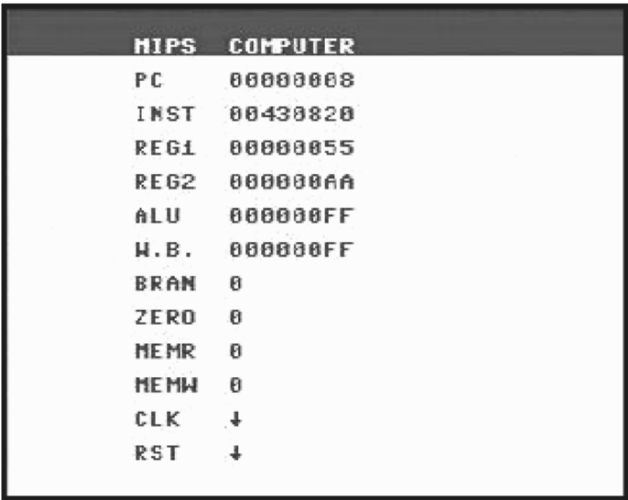 MIPS COMPUTER
PC 00000008
INST 00430820
REG1 00000055
REG2 000000AA
ALU 000000FF
W.B. 000000FF
BRAN 0
ZERO 0
MEMR 0
MEMW 0
CLK ↓
RST ↓